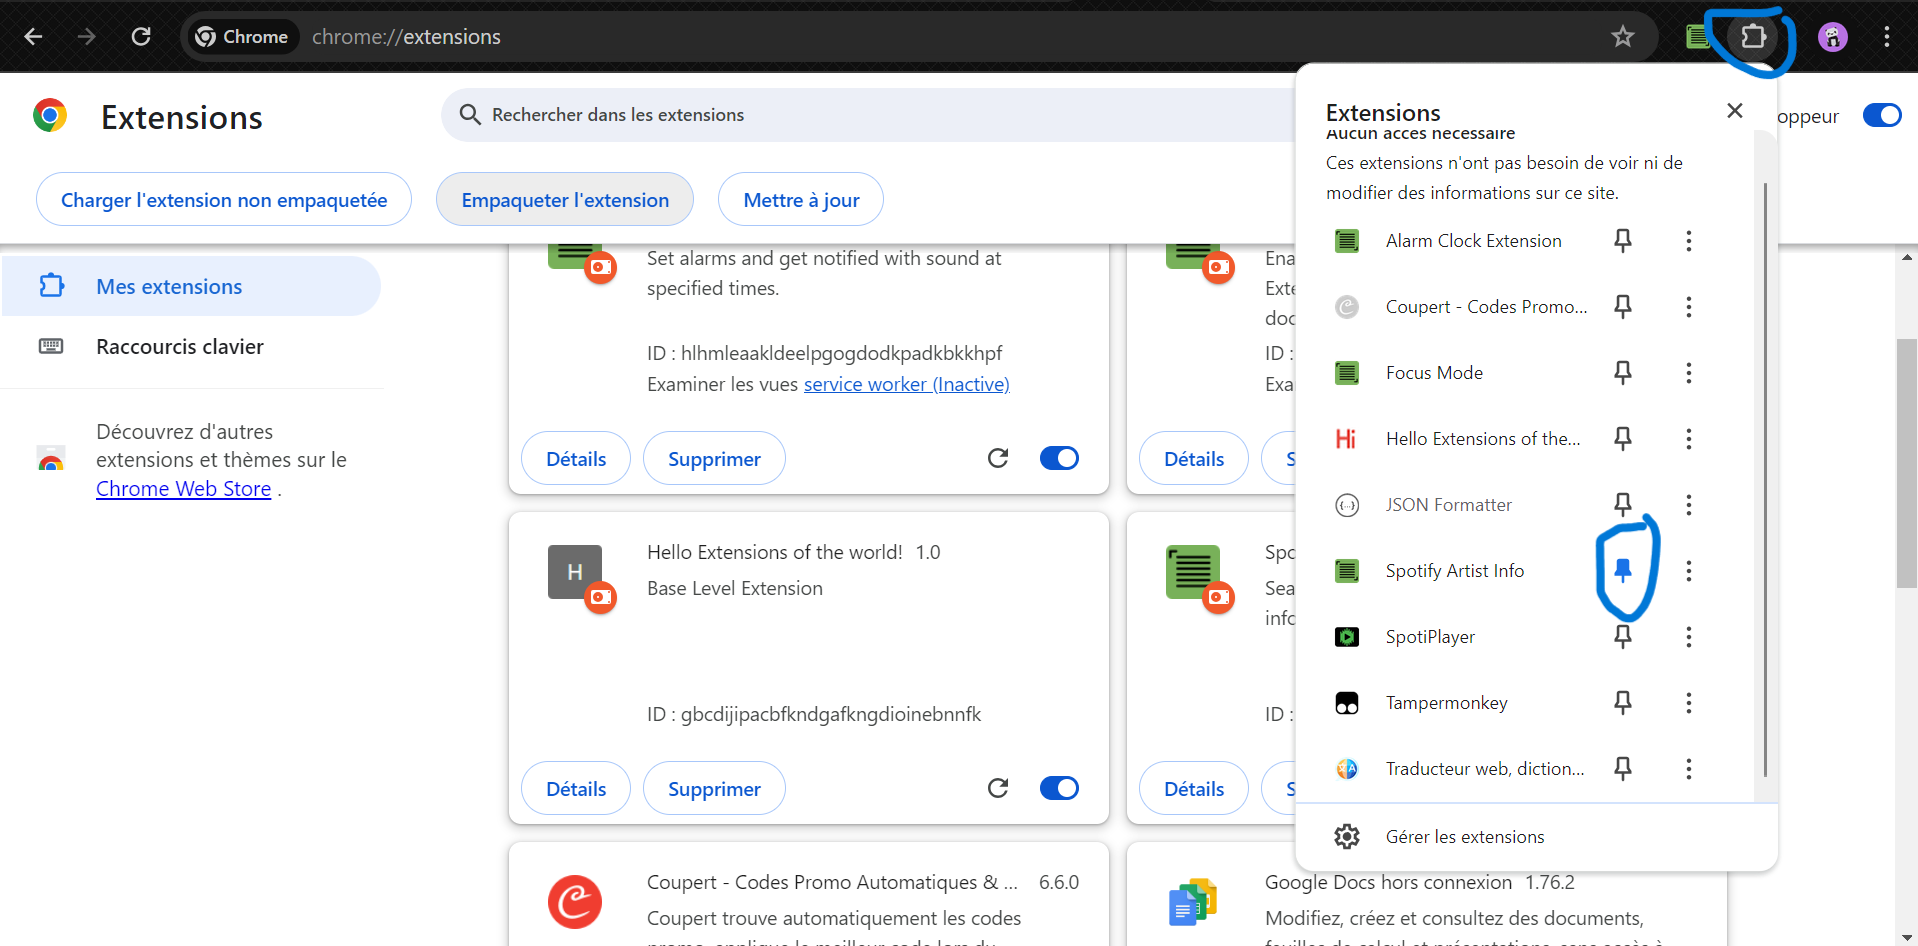 Chrome
chrome://extensions
Extensions
Rechercher dans les extensions
oppeur
Charger l'extension non empaquetée
Empaqueter l'extension
Mettre à jour
Mes extensions
Raccourcis clavier
Découvrez d'autres
extensions et thèmes sur le
Chrome Web Store .
Set alarms and get notified with sound at
specified times.
ID : hlhmleaakldeelpgogdodkpadkbkkhpf
Examiner les vues service worker (Inactive)
Détails
Supprimer
Ena
Exte
doc
ID :
Exa
Détails
S
H
Hello Extensions of the world! 1.0
Base Level Extension
ID : gbcdijipacbfkndgafkngdioinebnnfk
Détails
Supprimer
Spo
Sea
info
ID :
Détails
S
Coupert - Codes Promo Automatiques & ... 6.6.0
Coupert trouve automatiquement les codes
Google Docs hors connexion 1.76.2
Modifiez, créez et consultez des documents,
Extensions
Aucun accès nécessaire
Ces extensions n'ont pas besoin de voir ni de
modifier des informations sur ce site.
Alarm Clock Extension
Coupert - Codes Promo...
Focus Mode
Hi
Hello Extensions of the...
JSON Formatter
Spotify Artist Info
SpotiPlayer
Tampermonkey
Traducteur web, diction...
Gérer les extensions